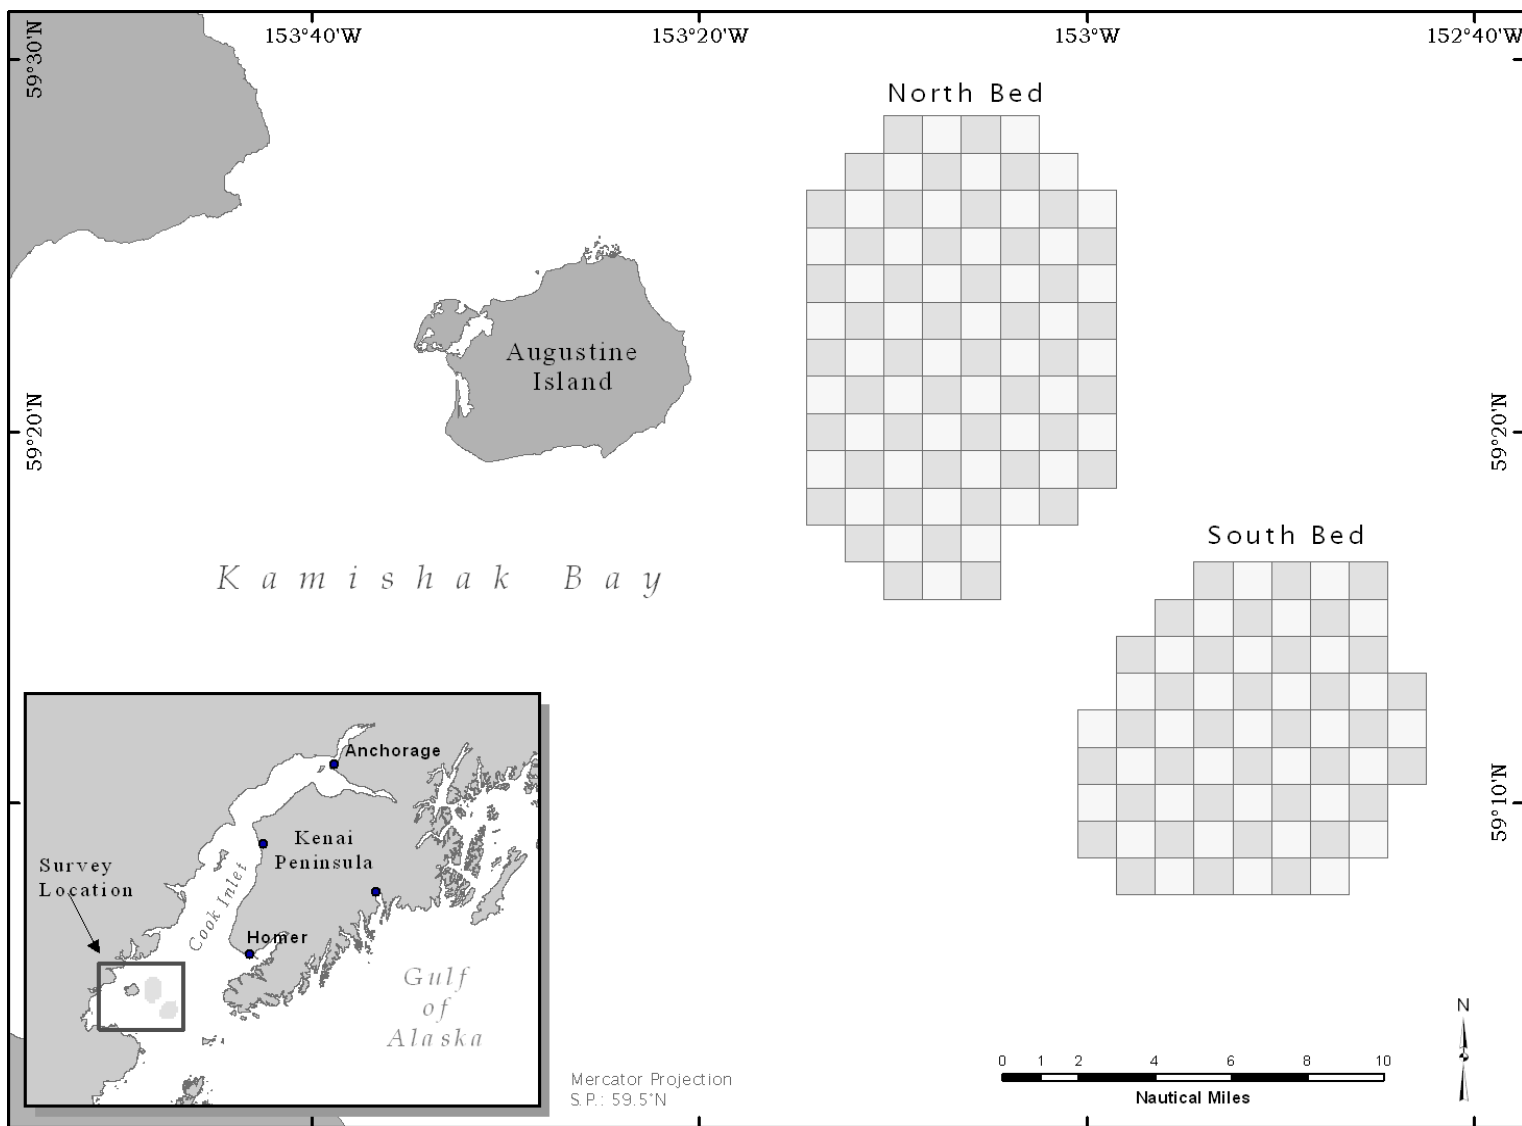 153°40'W
153°20'W
153°W
152°40'W
59°30'N
North Bed
Augustine
Island
59°20'N
59°20'N
South Bed
Kamishak Bay
59°10'N
Anchorage
Kenai
Peninsula
Survey
Location
Cook Inlet
Homer
Gulf
of
Alaska
N
0 1 2 4 6 8 10
Nautical Miles
Mercator Projection
S.P.: 59.5°N